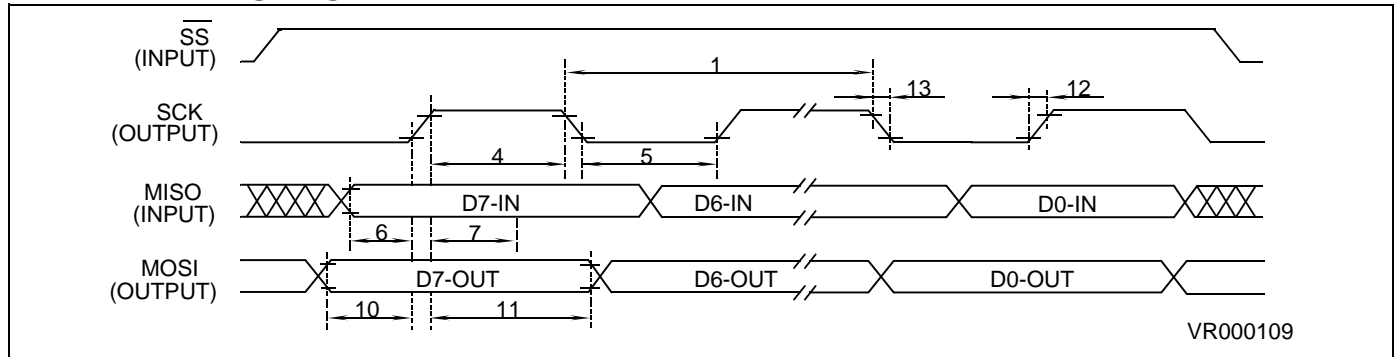 SS
(INPUT)
1
13
12
SCK
(OUTPUT)
4
5
MISO
(INPUT)
D7-IN
D6-IN
D0-IN
6
7
MOSI
(OUTPUT)
D7-OUT
D6-OUT
D0-OUT
10
11
VR000109